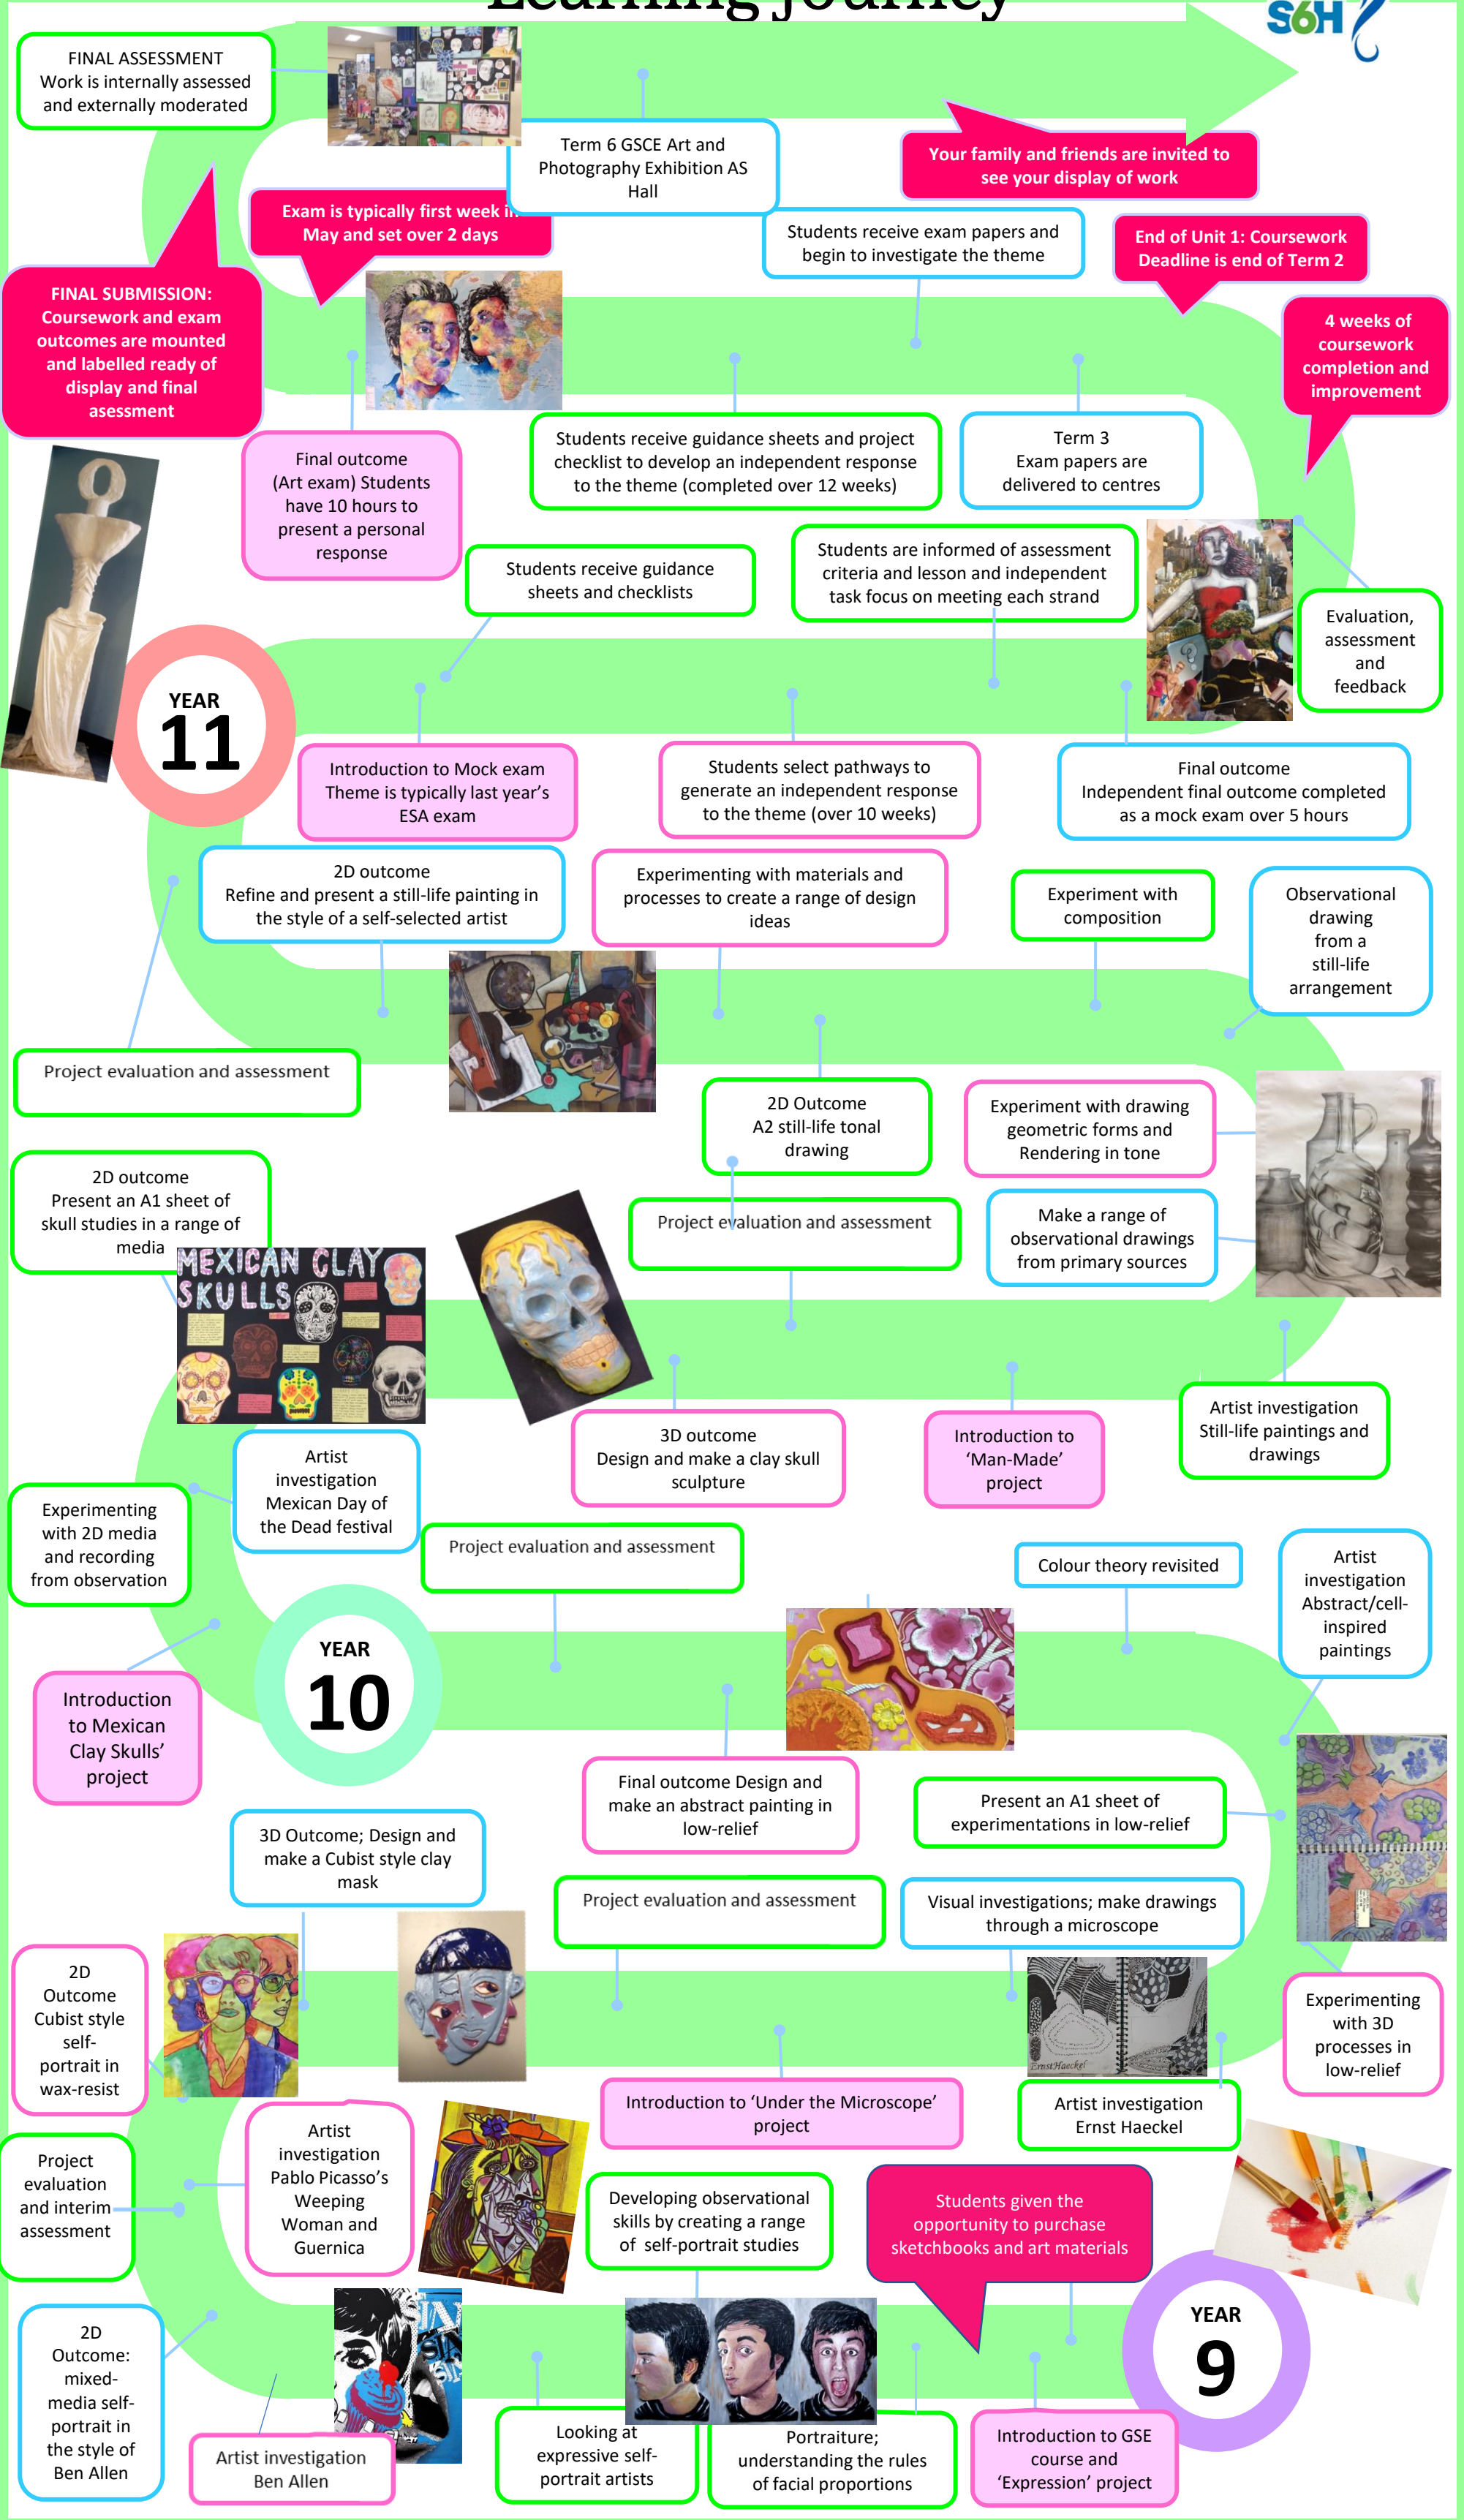 Learning Journey
S6H
FINAL ASSESSMENT
Work is internally assessed
and externally moderated
Term 6 GSCE Art and
Photography Exhibition AS
Hall
Your family and friends are invited to
see your display of work
Exam is typically first week in
May and set over 2 days
Students receive exam papers and
begin to investigate the theme
End of Unit 1: Coursework
Deadline is end of Term 2
FINAL SUBMISSION:
Coursework and exam
outcomes are mounted
and labelled ready of
display and final
asessment
4 weeks of
coursework
completion and
improvement
Final outcome
(Art exam) Students
have 10 hours to
present a personal
response
Students receive guidance sheets and project
checklist to develop an independent response
to the theme (completed over 12 weeks)
Term 3
Exam papers are
delivered to centres
Students receive guidance
sheets and checklists
Students are informed of assessment
criteria and lesson and independent
task focus on meeting each strand
Evaluation,
assessment
and
feedback
YEAR
11
Introduction to Mock exam
Theme is typically last year's
ESA exam
Students select pathways to
generate an independent response
to the theme (over 10 weeks)
Final outcome
Independent final outcome completed
as a mock exam over 5 hours
2D outcome
Refine and present a still-life painting in
the style of a self-selected artist
Experimenting with materials and
processes to create a range of design
ideas
Experiment with
composition
Observational
drawing
from a
still-life
arrangement
Project evaluation and assessment
2D Outcome
A2 still-life tonal
drawing
Experiment with drawing
geometric forms and
Rendering in tone
2D outcome
Present an A1 sheet of
skull studies in a range of
media
Project evaluation and assessment
Make a range of
observational drawings
from primary sources
MEXICAN CLAY
SKULLS
3D outcome
Design and make a clay skull
sculpture
Introduction to
‘Man-Made’
project
Artist investigation
Still-life paintings and
drawings
Artist
investigation
Mexican Day of
the Dead festival
Experimenting
with 2D media
and recording
from observation
Project evaluation and assessment
Colour theory revisited
Artist
investigation
Abstract/cell-
inspired
paintings
YEAR
10
Introduction
to Mexican
Clay Skulls’
project
Final outcome Design and
make an abstract painting in
low-relief
Present an A1 sheet of
experimentations in low-relief
3D Outcome; Design and
make a Cubist style clay
mask
Project evaluation and assessment
Visual investigations; make drawings
through a microscope
2D
Outcome
Cubist style
self-
portrait in
wax-resist
Experimenting
with 3D
processes in
low-relief
Ernst Haeckel
Introduction to ‘Under the Microscope’
project
Artist investigation
Ernst Haeckel
Artist
investigation
Pablo Picasso’s
Weeping
Woman and
Guernica
Project
evaluation
and interim
assessment
Developing observational
skills by creating a range
of self-portrait studies
Students given the
opportunity to purchase
sketchbooks and art materials
YEAR
9
2D
Outcome:
mixed-
media self-
portrait in
the style of
Ben Allen
Artist investigation
Ben Allen
Looking at
expressive self-
portrait artists
Portraiture;
understanding the rules
of facial proportions
Introduction to GSE
course and
‘Expression’ project